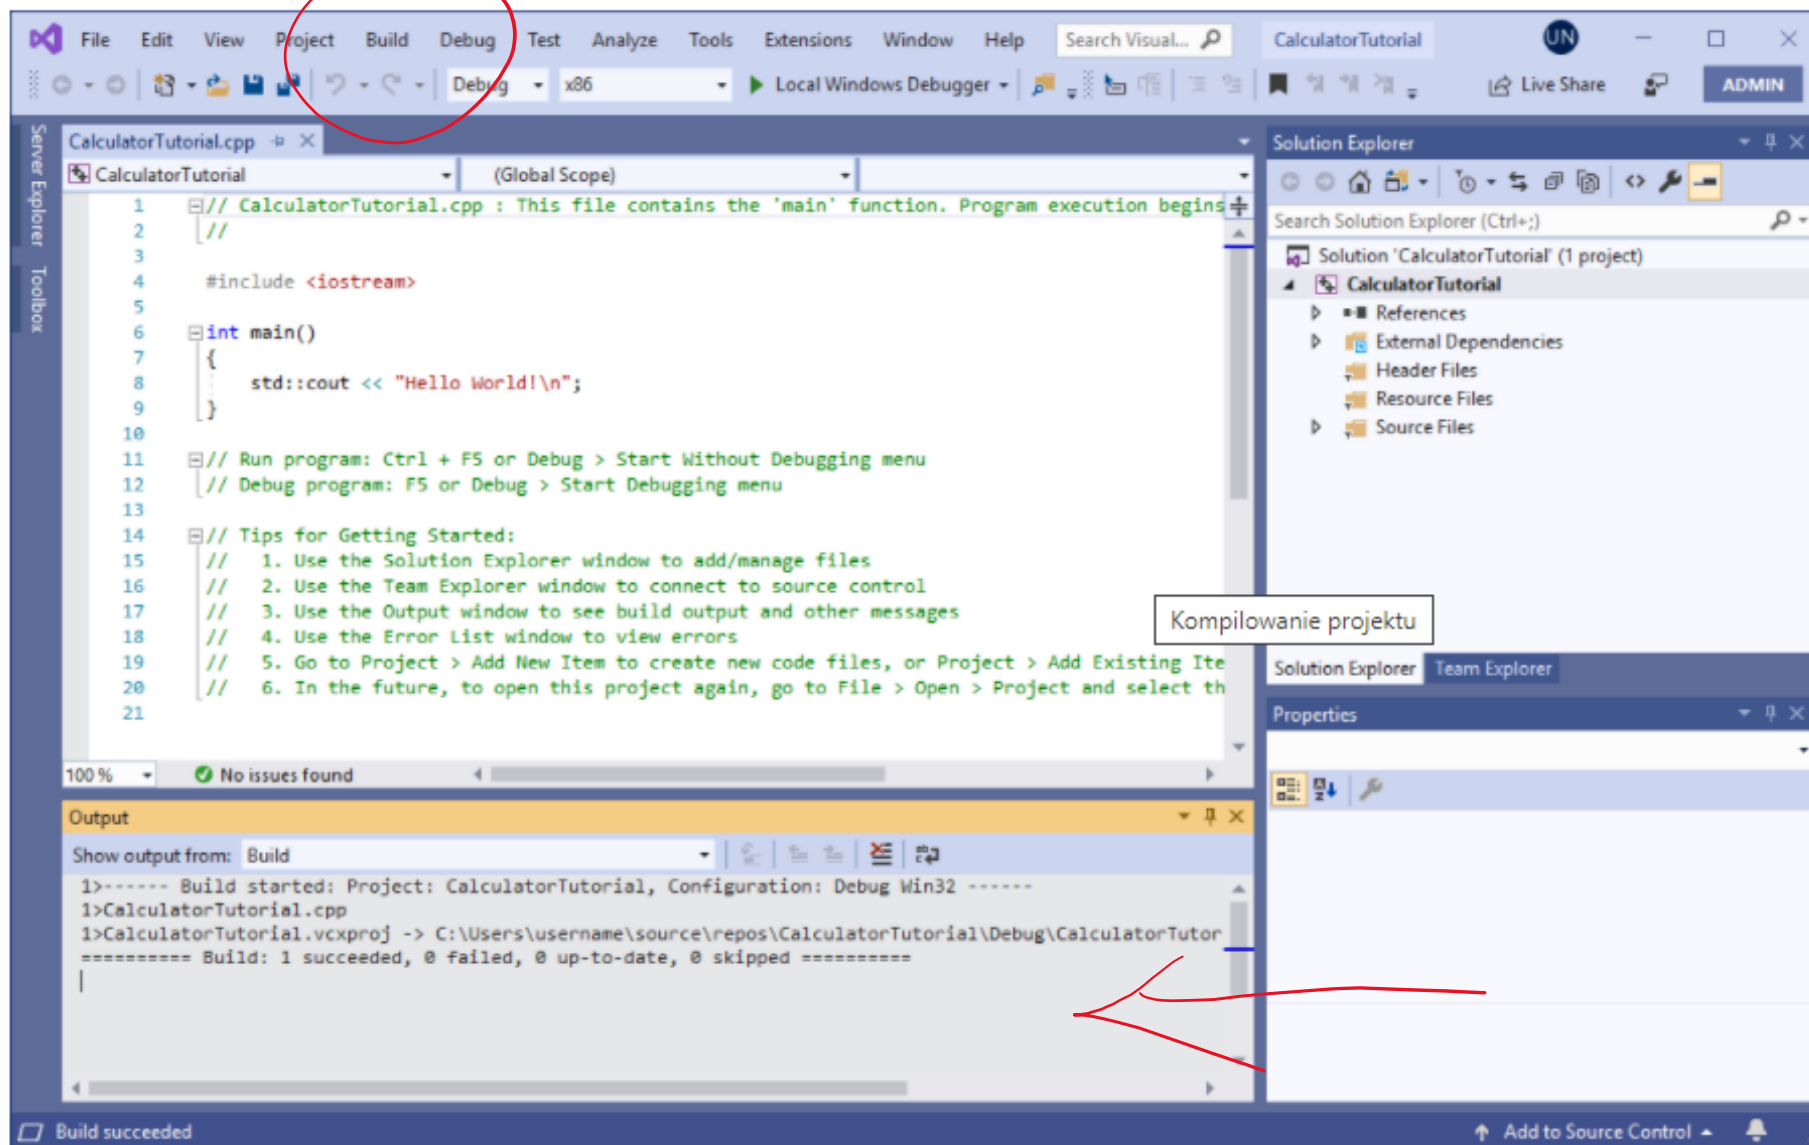 File Edit View Project Build Debug Test Analyze Tools Extensions Window Help Search Visual... CalculatorTutorial UN
Debug x86 Local Windows Debugger Live Share ADMIN
Server Explorer
Toolbox
CalculatorTutorial.cpp
CalculatorTutorial (Global Scope)
1 // CalculatorTutorial.cpp : This file contains the 'main' function. Program execution begins
2 //
3
4 #include <iostream>
5
6 int main()
7 {
8 std::cout << "Hello World!\n";
9 }
10
11 // Run program: Ctrl + F5 or Debug > Start Without Debugging menu
12 // Debug program: F5 or Debug > Start Debugging menu
13
14 // Tips for Getting Started:
15 // 1. Use the Solution Explorer window to add/manage files
16 // 2. Use the Team Explorer window to connect to source control
17 // 3. Use the Output window to see build output and other messages
18 // 4. Use the Error List window to view errors
19 // 5. Go to Project > Add New Item to create new code files, or Project > Add Existing Ite
20 // 6. In the future, to open this project again, go to File > Open > Project and select th
21
100 % No issues found
Output
Show output from: Build
1>------ Build started: Project: CalculatorTutorial, Configuration: Debug Win32 ------
1>CalculatorTutorial.cpp
1>CalculatorTutorial.vcxproj -> C:\Users\username\source\repos\CalculatorTutorial\Debug\CalculatorTutor
========== Build: 1 succeeded, 0 failed, 0 up-to-date, 0 skipped ==========
Solution Explorer
Search Solution Explorer (Ctrl+;)
Solution 'CalculatorTutorial' (1 project)
CalculatorTutorial
References
External Dependencies
Header Files
Resource Files
Source Files
Kompilowanie projektu
Solution Explorer Team Explorer
Properties
Build succeeded Add to Source Control